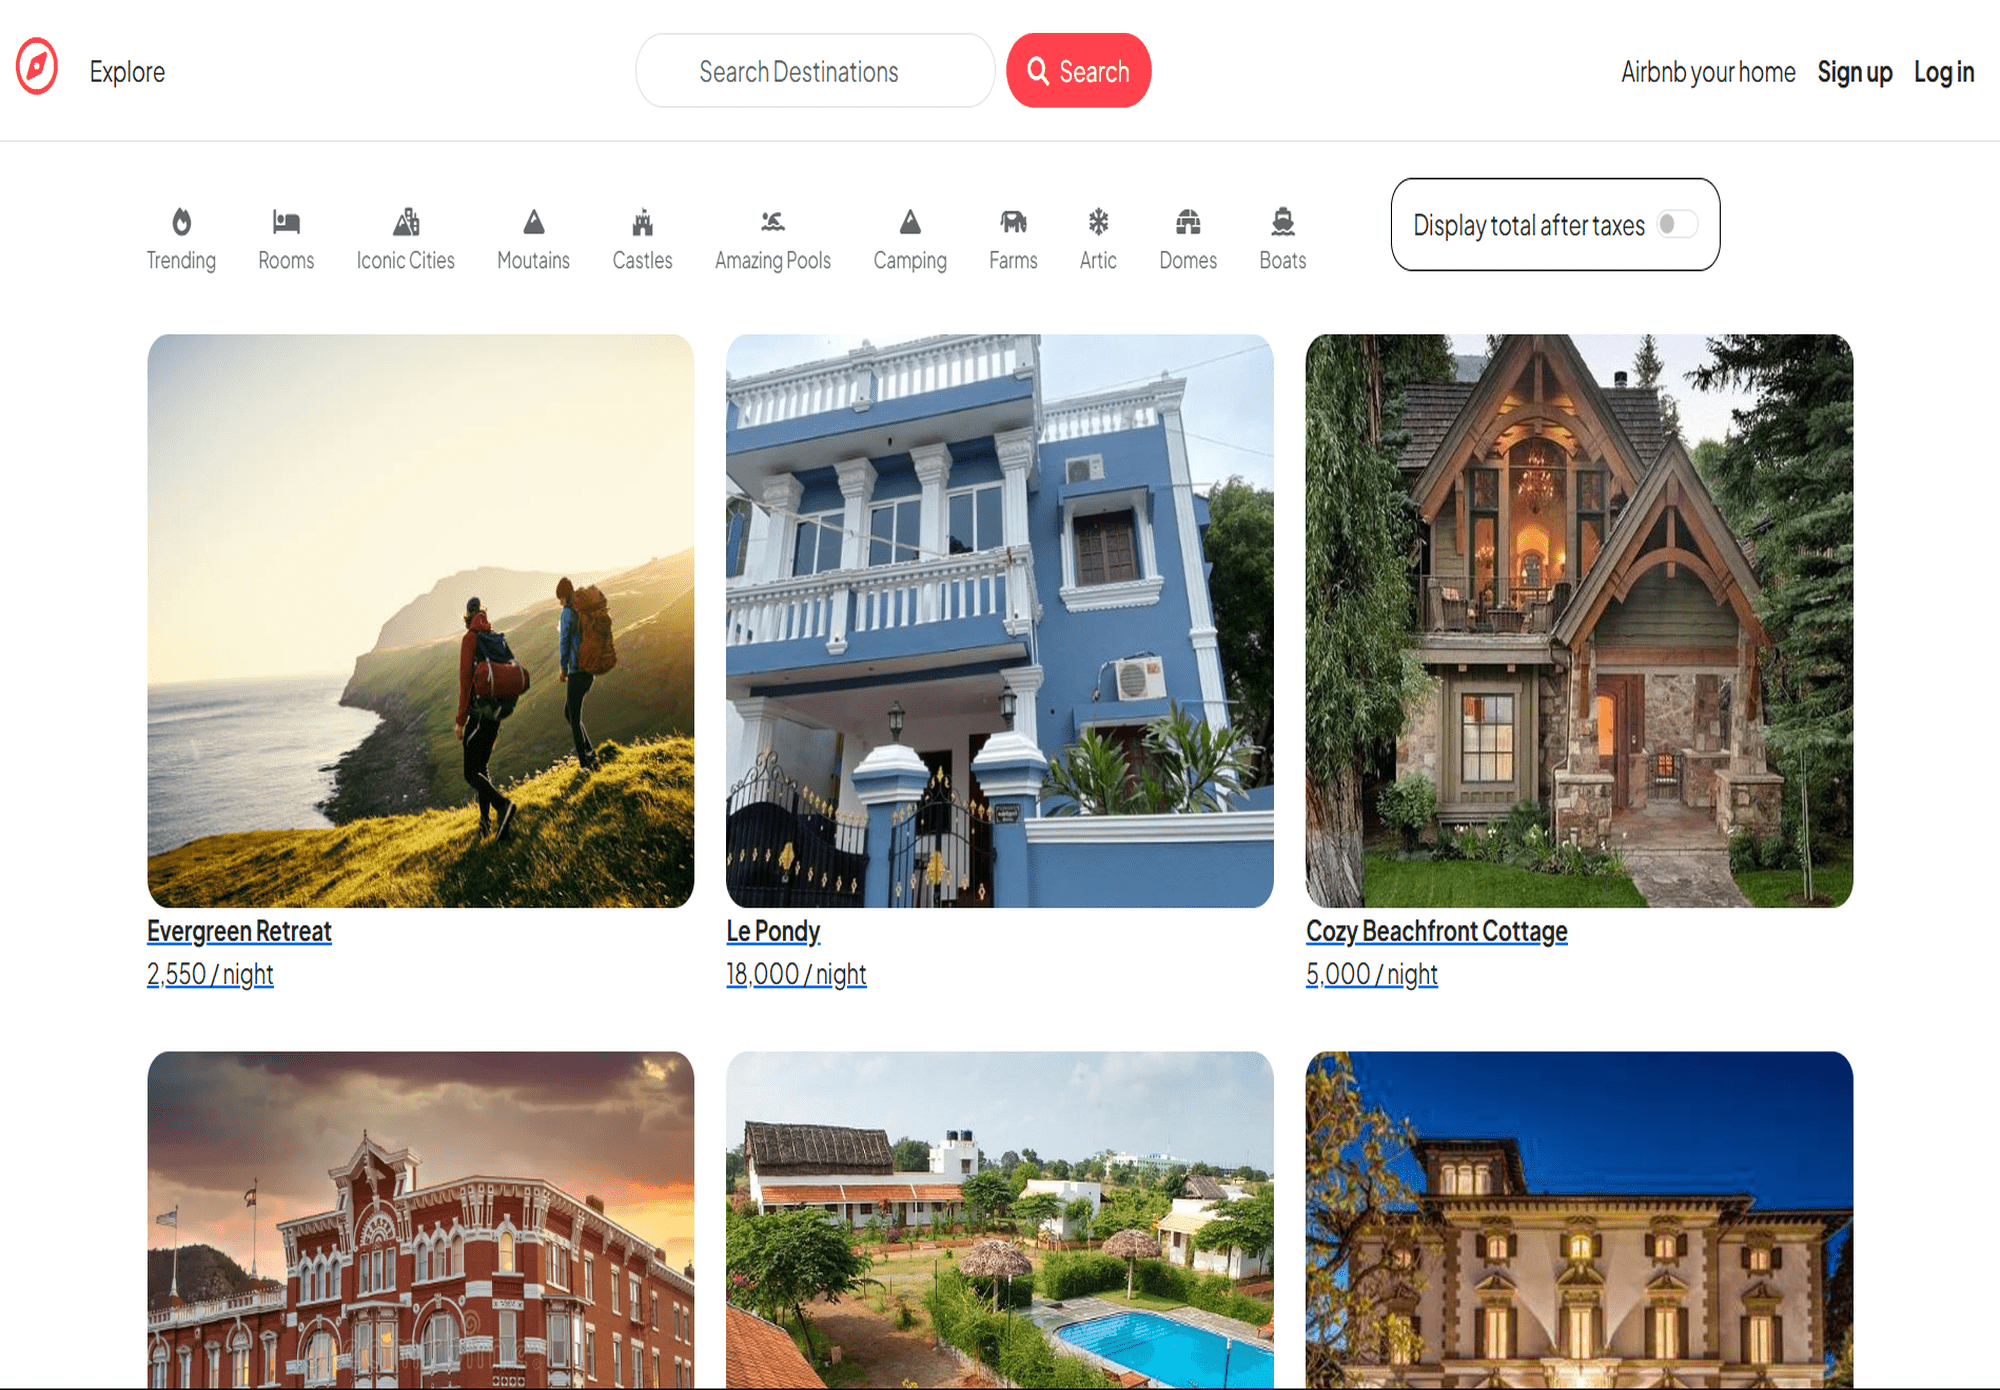 Explore
Search Destinations
Search
Airbnb your home
Sign up
Log in
Trending
Rooms
Iconic Cities
Moutains
Castles
Amazing Pools
Camping
Farms
Artic
Domes
Boats
Display total after taxes
Evergreen Retreat
2,550 / night
Le Pondy
18,000 / night
Cozy Beachfront Cottage
5,000 / night